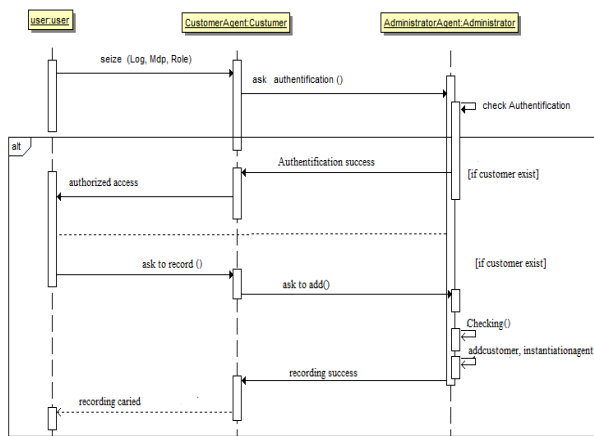 user:user
CustomerAgent:Custumer
AdministratorAgent:Administrator
seize (Log, Mdp, Role)
ask authentification ()
check Authentification
alt
Authentification success
[if customer exist]
authorized access
[if customer exist]
ask to record ()
ask to add()
Checking()
addcustomer, instantiationagent
recording success
recording caried